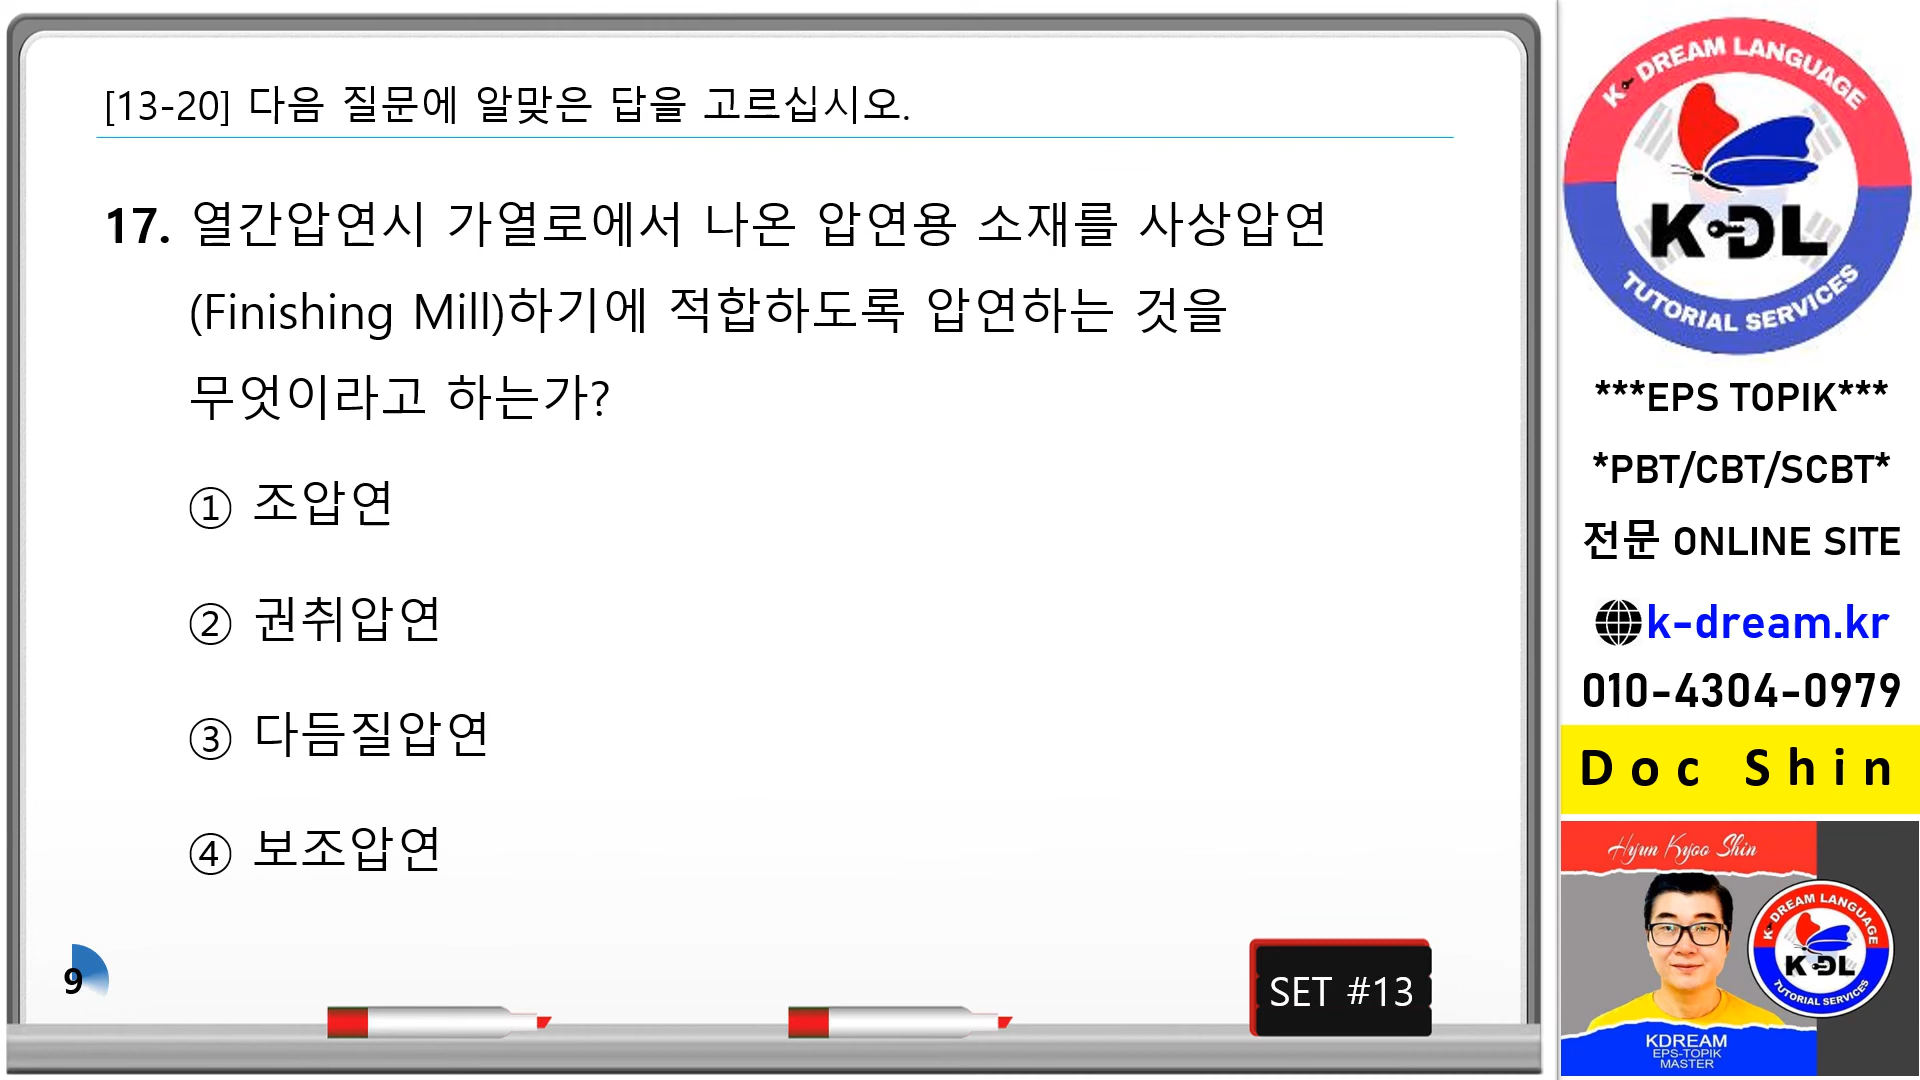 [13-20] 다음 질문에 알맞은 답을 고르십시오.
17. 열간압연시 가열로에서 나온 압연용 소재를 사상압연
(Finishing Mill)하기에 적합하도록 압연하는 것을
무엇이라고 하는가?
① 조압연
② 권취압연
③ 다듬질압연
④ 보조압연
9
SET #13
K-DREAM LANGUAGE
K-DL
TUTORIAL SERVICES
***EPS TOPIK***
*PBT/CBT/SCBT*
전문 ONLINE SITE
k-dream.kr
010-4304-0979
Doc Shin
Hyun Kyoo Shin
K-DREAM LANGUAGE
K-DL
TUTORIAL SERVICES
KDREAM
EPS-TOPIK
MASTER